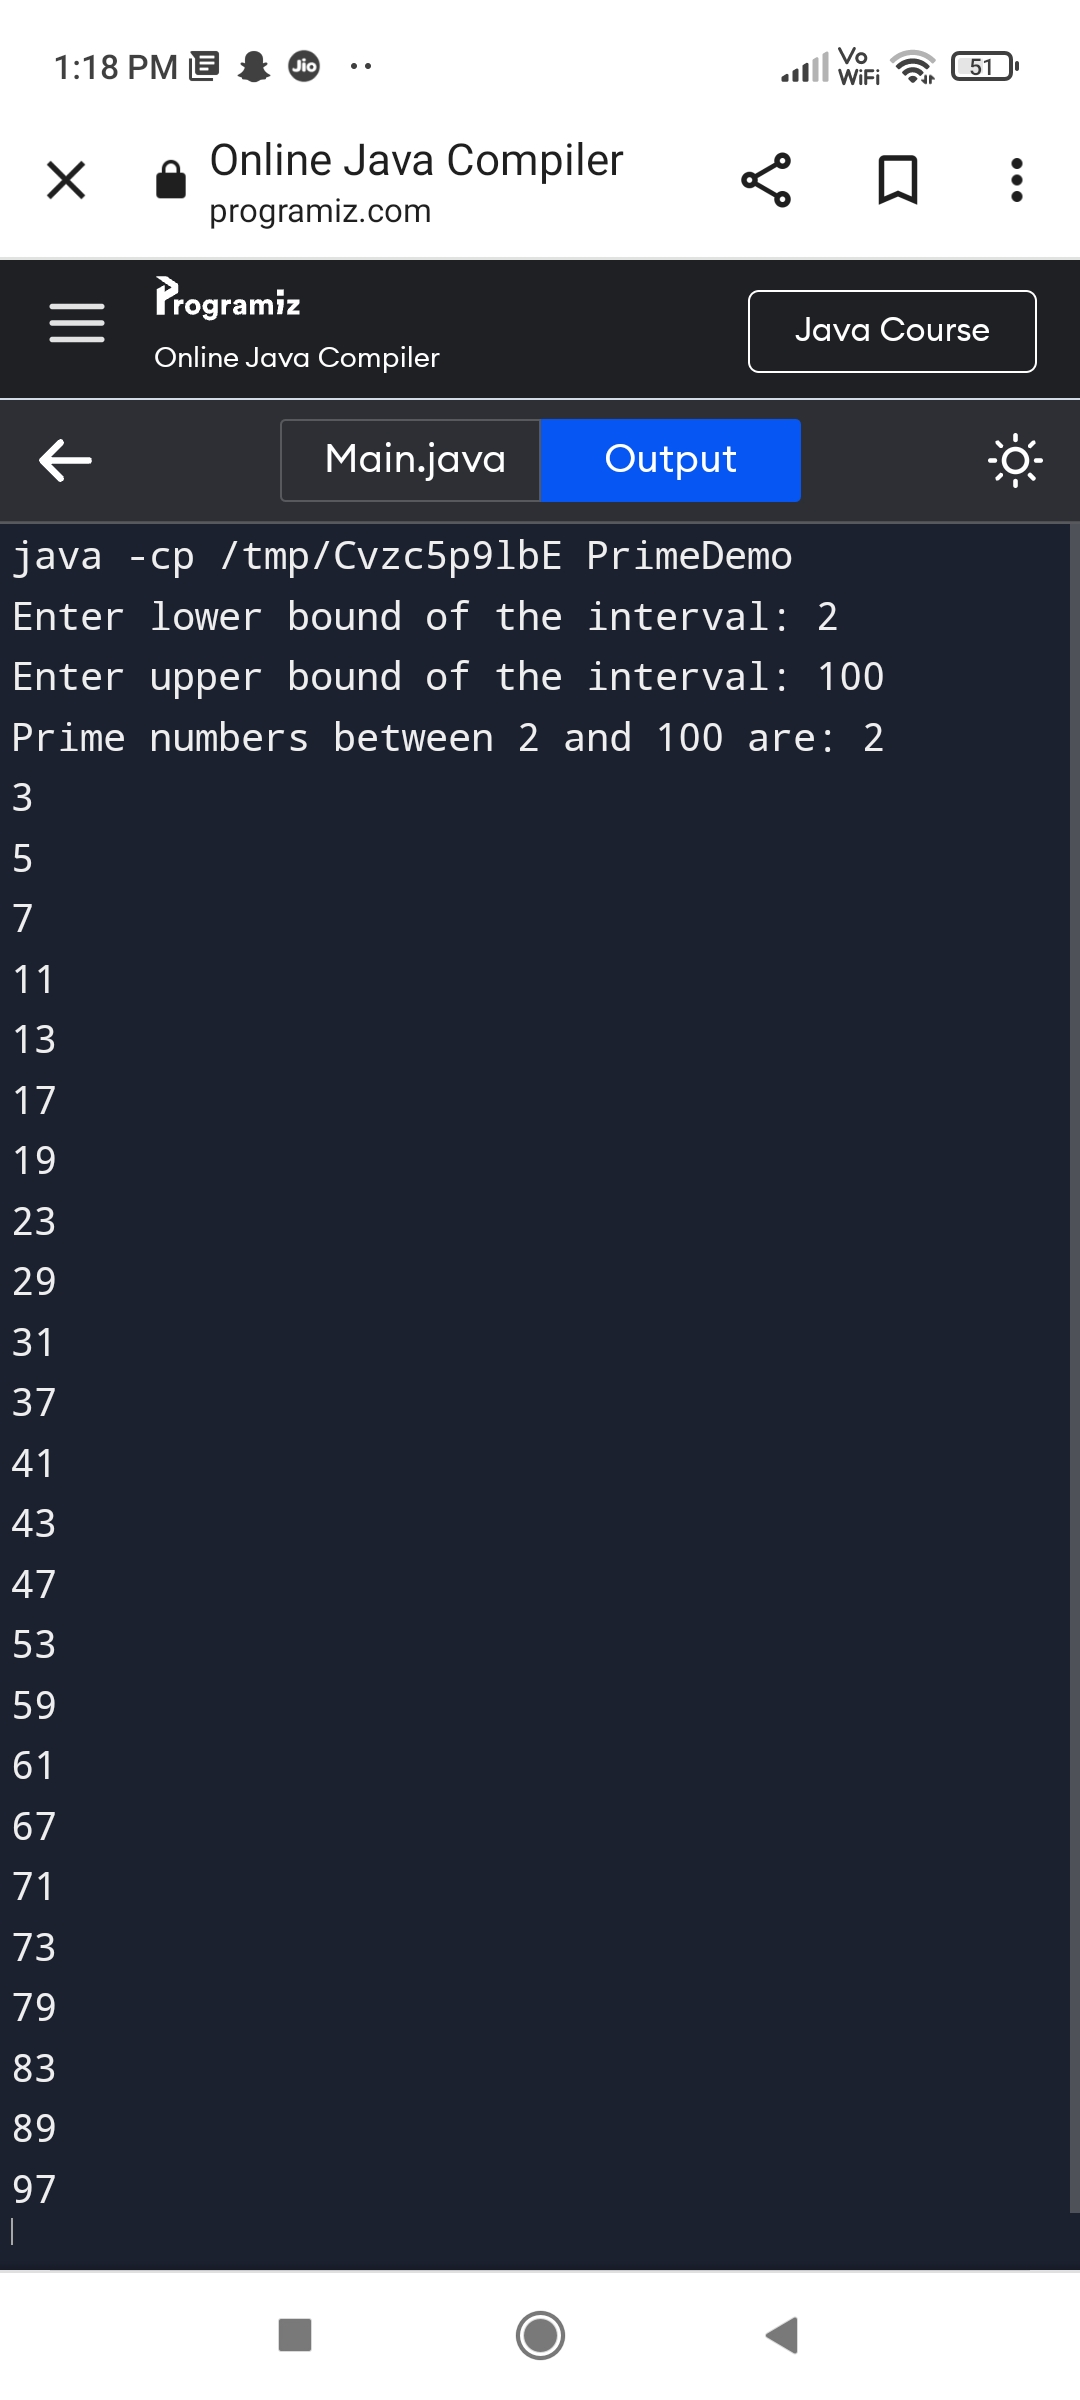 1:18 PM Jio Vo WiFi 51
Online Java Compiler
programiz.com
Programiz
Online Java Compiler
Java Course
Main.java Output
java -cp /tmp/Cvzc5p9lbE PrimeDemo
Enter lower bound of the interval: 2
Enter upper bound of the interval: 100
Prime numbers between 2 and 100 are: 2
3
5
7
11
13
17
19
23
29
31
37
41
43
47
53
59
61
67
71
73
79
83
89
97